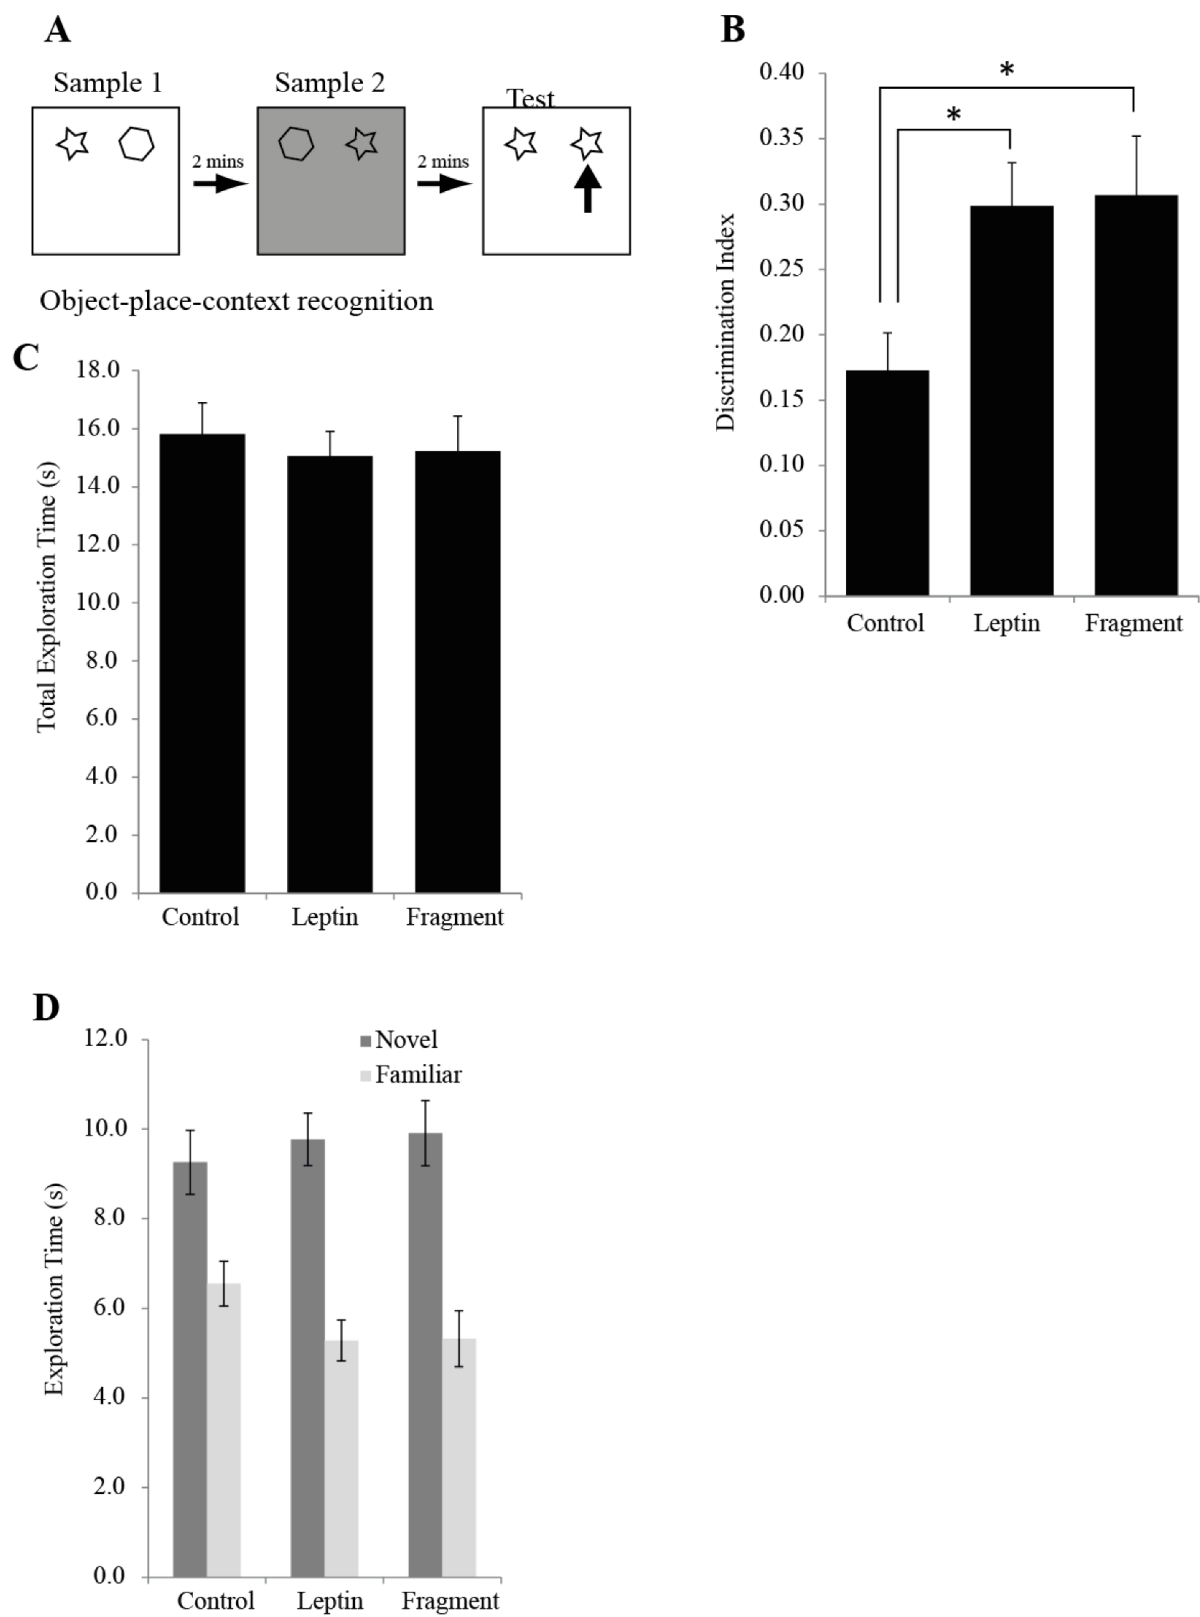 A
Sample 1
Sample 2
Test
2 mins
2 mins
Object-place-context recognition
B
0.40
0.35
0.30
0.25
0.20
0.15
0.10
0.05
0.00
Discrimination Index
*
*
Control
Leptin
Fragment
C
18.0
16.0
14.0
12.0
10.0
8.0
6.0
4.0
2.0
0.0
Total Exploration Time (s)
Control
Leptin
Fragment
D
12.0
10.0
8.0
6.0
4.0
2.0
0.0
Exploration Time (s)
Novel
Familiar
Control
Leptin
Fragment